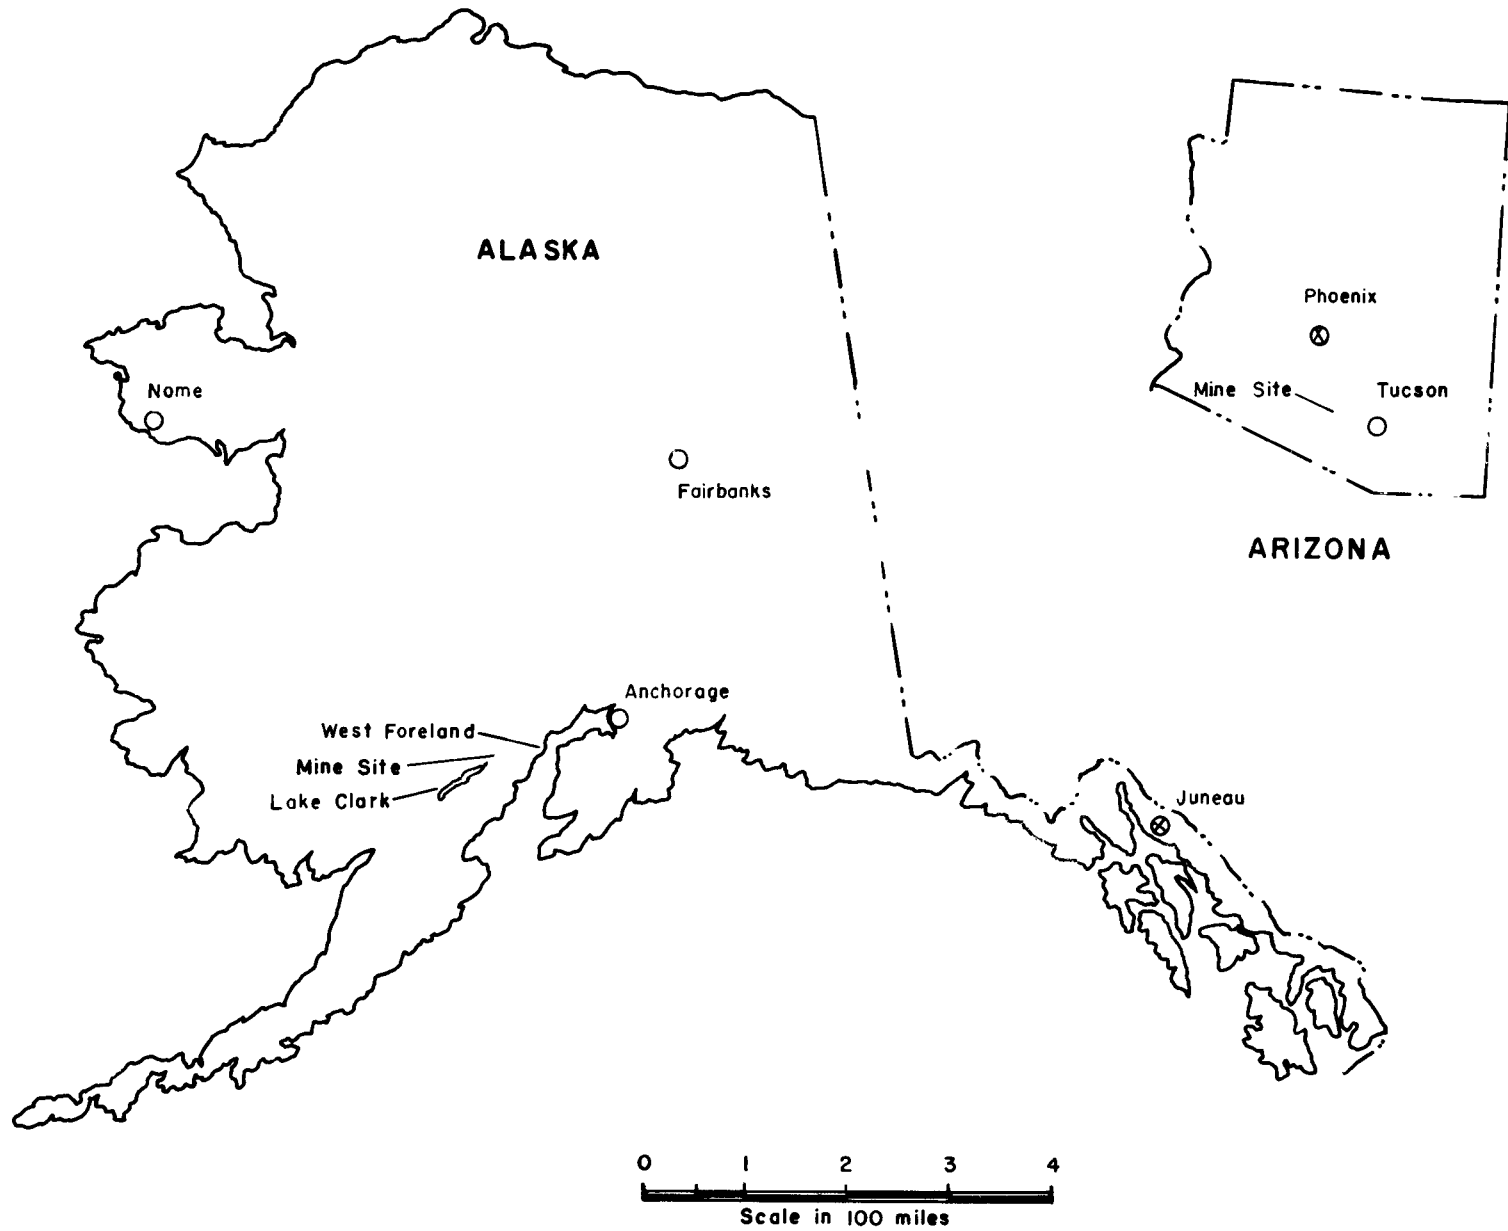 ALASKA
Phoenix
Nome
Mine Site
Tucson
Fairbanks
ARIZONA
Anchorage
West Foreland
Mine Site
Lake Clark
Juneau
0 1 2 3 4
Scale in 100 miles